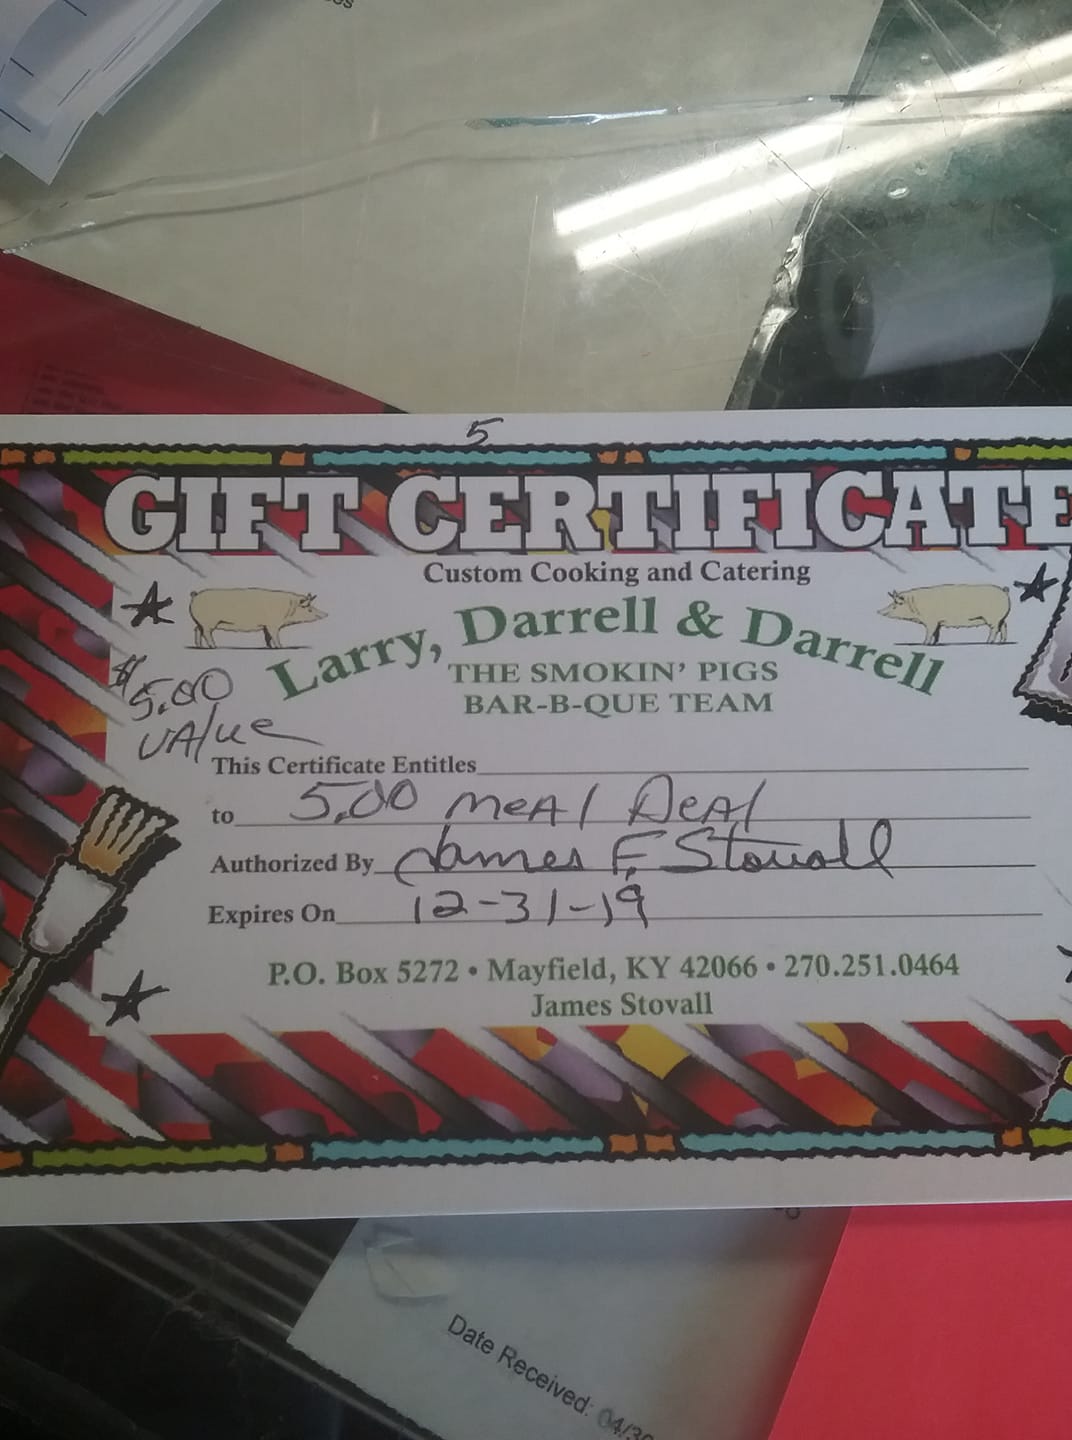 5
GIFT CERTIFICATE
Custom Cooking and Catering
Larry, Darrell & Darrell
THE SMOKIN' PIGS
BAR-B-QUE TEAM
$5.00
value
This Certificate Entitles
to 5.00 meal Deal
Authorized By James F. Stovall
Expires On 12-31-19
P.O. Box 5272 • Mayfield, KY 42066 • 270.251.0464
James Stovall
Date Received: 04/30